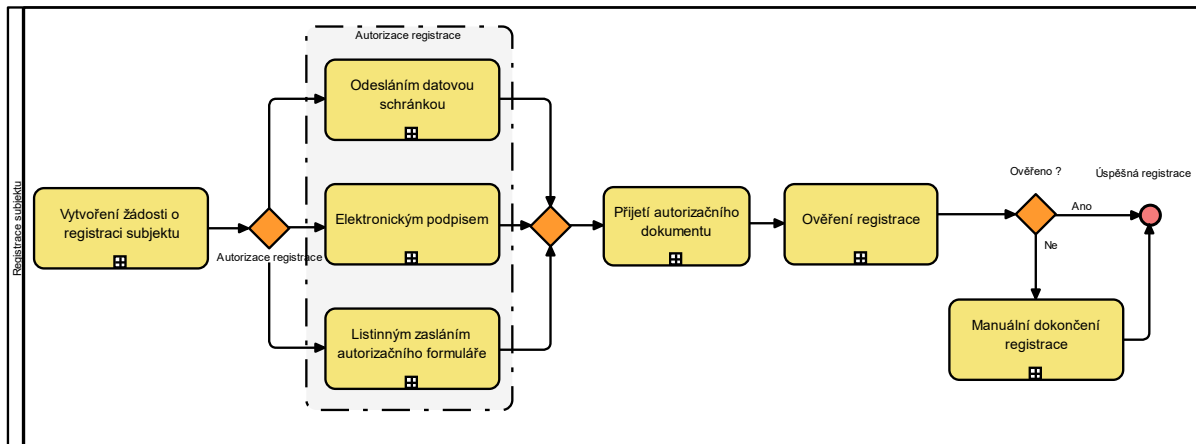 Registrace subjektu
Vytvoření žádosti o
registraci subjektu
Autorizace registrace
Autorizace registrace
Odesláním datovou
schránkou
Elektronickým podpisem
Listinným zasláním
autorizačního formuláře
Přijetí autorizačního
dokumentu
Ověření registrace
Ověřeno ?
Ano
Ne
Úspěšná registrace
Manuální dokončení
registrace